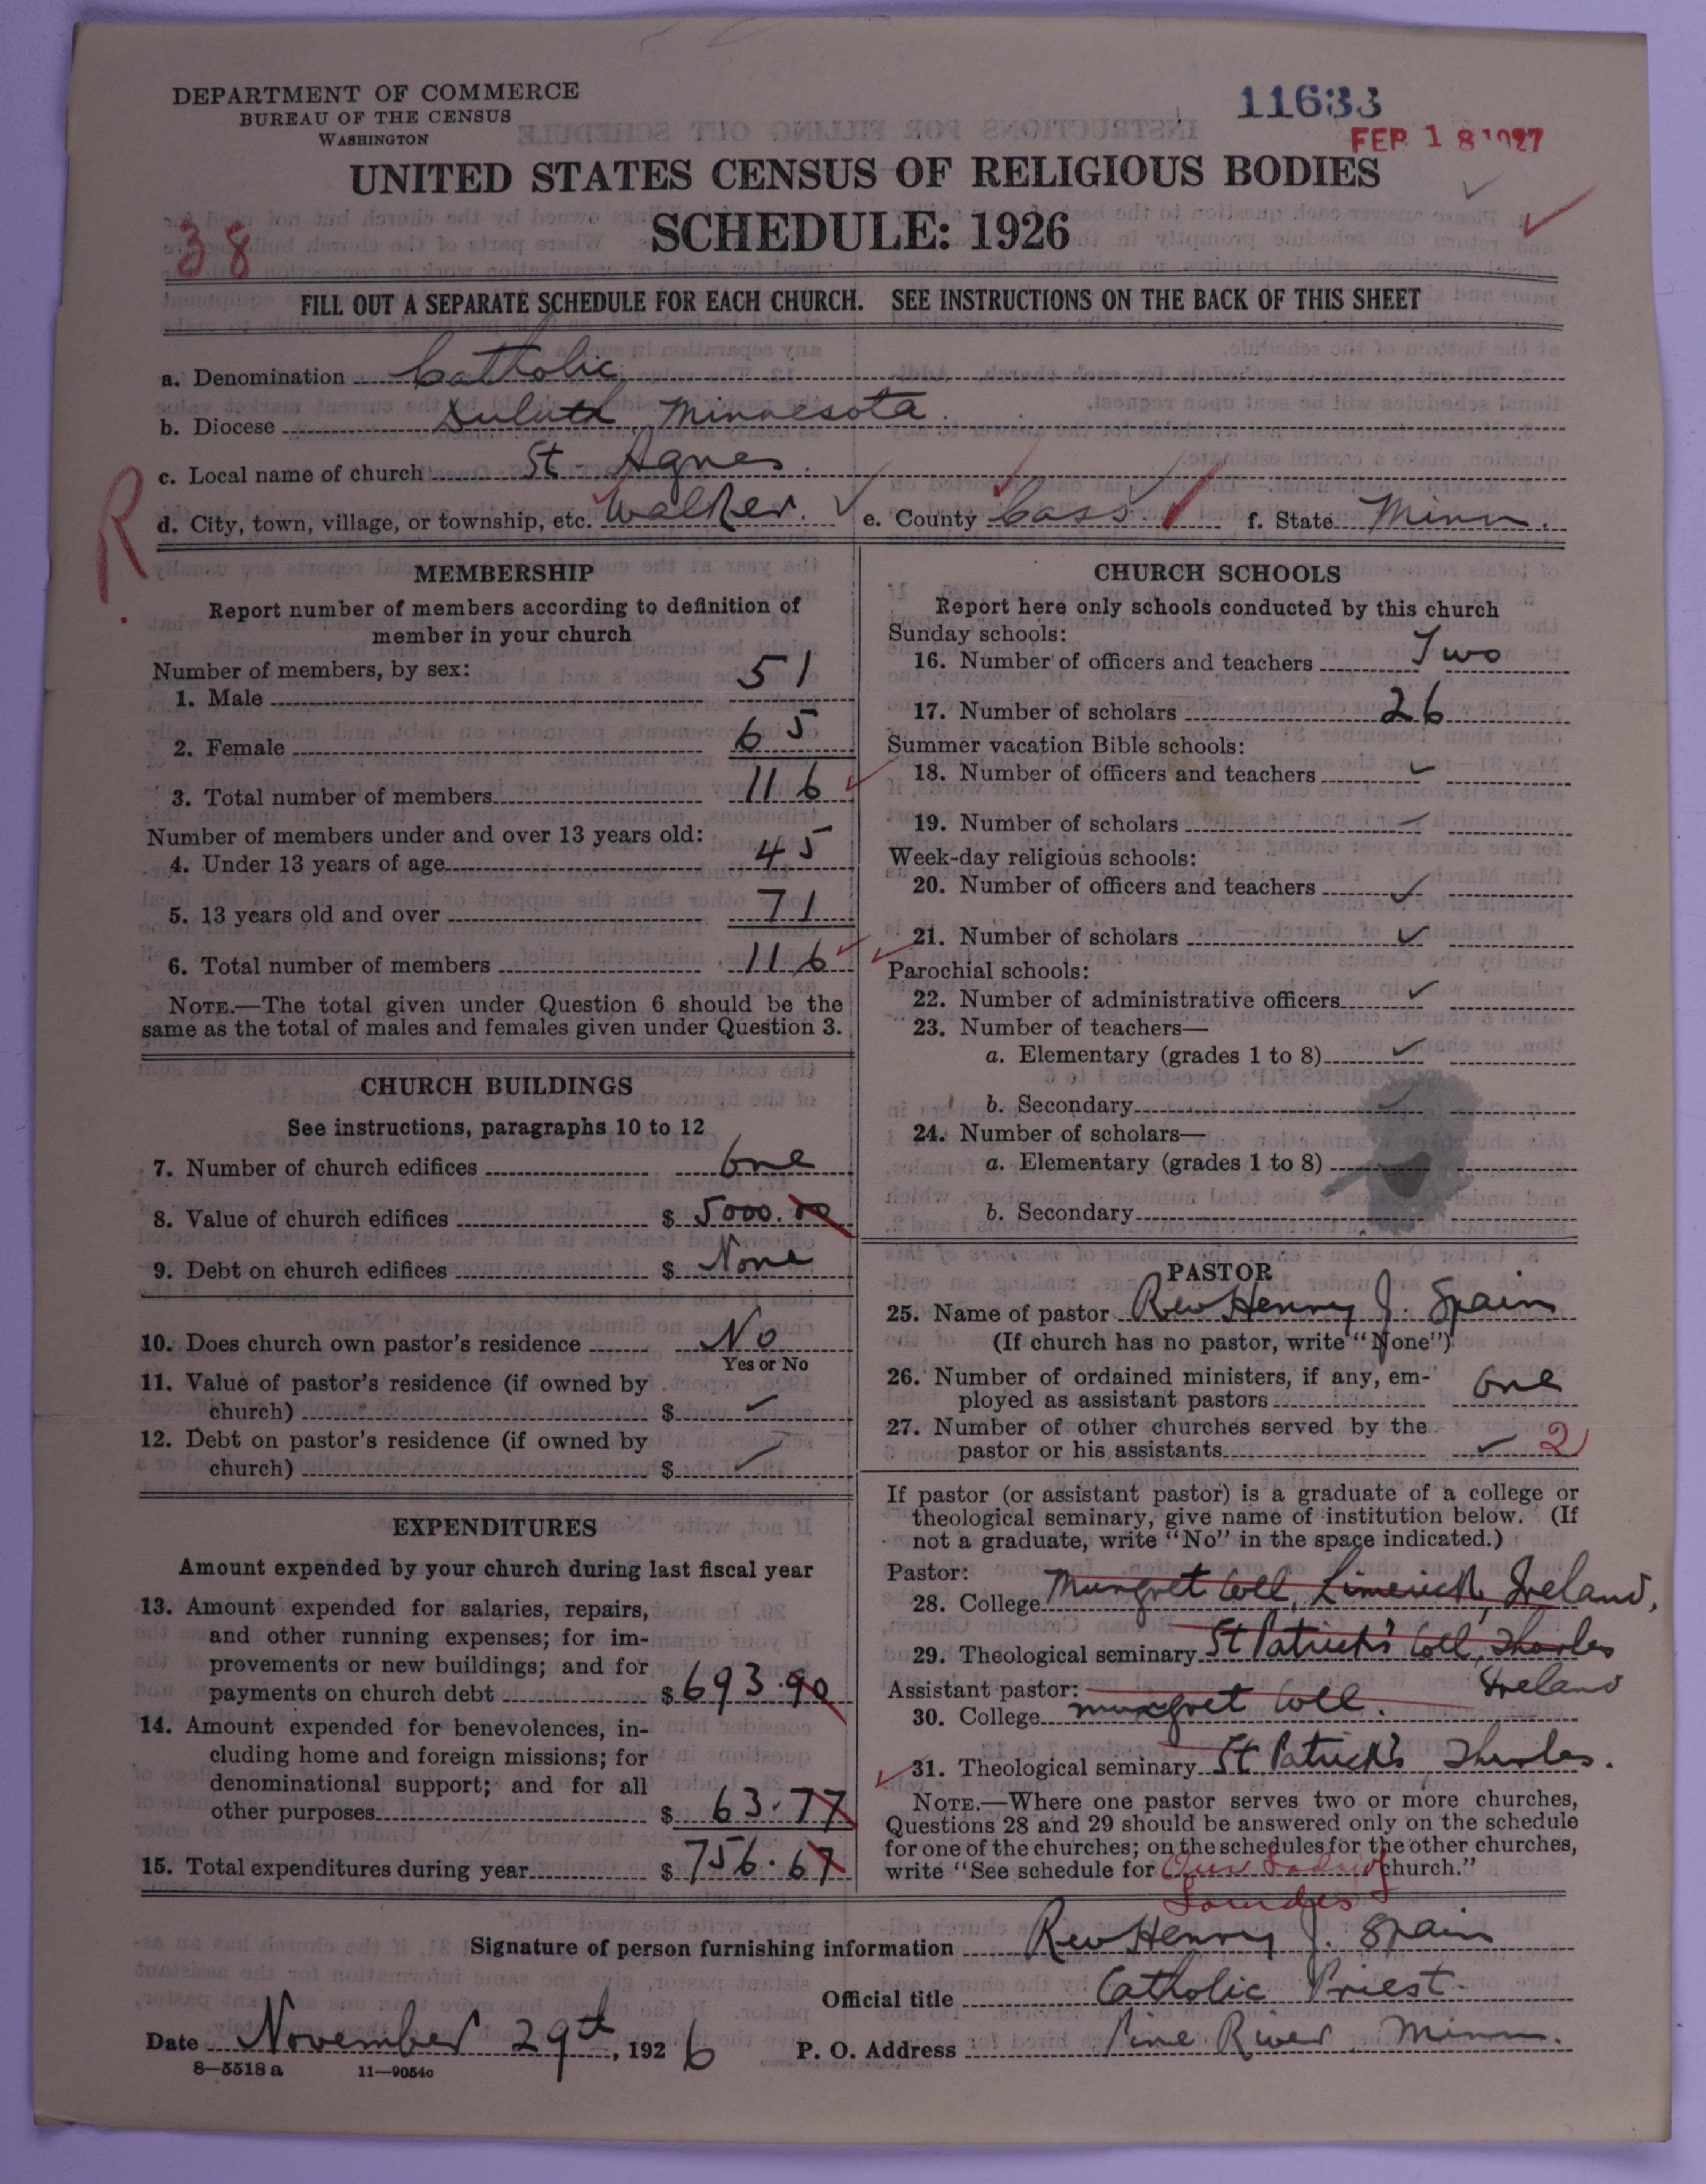 DEPARTMENT OF COMMERCE
BUREAU OF THE CENSUS
WASHINGTON
11633
FEB 18 1927
UNITED STATES CENSUS OF RELIGIOUS BODIES
SCHEDULE: 1926
38
FILL OUT A SEPARATE SCHEDULE FOR EACH CHURCH. SEE INSTRUCTIONS ON THE BACK OF THIS SHEET
a. Denomination Catholic
b. Diocese Duluth, Minnesota.
c. Local name of church St. Agnes.
R
d. City, town, village, or township, etc. Walker. e. County Cass. f. State Minn.
MEMBERSHIP
Report number of members according to definition of
member in your church
Number of members, by sex:
1. Male 51
2. Female 65
3. Total number of members 116
Number of members under and over 13 years old:
4. Under 13 years of age 45
5. 13 years old and over 71
6. Total number of members 116
NOTE.—The total given under Question 6 should be the
same as the total of males and females given under Question 3.
CHURCH BUILDINGS
See instructions, paragraphs 10 to 12
7. Number of church edifices One
8. Value of church edifices $ 5000.00
9. Debt on church edifices $ None
10. Does church own pastor's residence No
Yes or No
11. Value of pastor's residence (if owned by
church) $ ✓
12. Debt on pastor's residence (if owned by
church) $ ✓
EXPENDITURES
Amount expended by your church during last fiscal year
13. Amount expended for salaries, repairs,
and other running expenses; for im-
provements or new buildings; and for
payments on church debt $ 693.90
14. Amount expended for benevolences, in-
cluding home and foreign missions; for
denominational support; and for all
other purposes $ 63.77
15. Total expenditures during year $ 756.67
CHURCH SCHOOLS
Report here only schools conducted by this church
Sunday schools:
16. Number of officers and teachers Two
17. Number of scholars 26
Summer vacation Bible schools:
18. Number of officers and teachers ✓
19. Number of scholars ✓
Week-day religious schools:
20. Number of officers and teachers ✓
21. Number of scholars ✓
Parochial schools:
22. Number of administrative officers ✓
23. Number of teachers—
a. Elementary (grades 1 to 8) ✓
b. Secondary ✓
24. Number of scholars—
a. Elementary (grades 1 to 8)
b. Secondary
PASTOR
25. Name of pastor Rev Henry J. Spain
(If church has no pastor, write "None")
26. Number of ordained ministers, if any, em-
ployed as assistant pastors One
27. Number of other churches served by the
pastor or his assistants ✓ 2
If pastor (or assistant pastor) is a graduate of a college or
theological seminary, give name of institution below. (If
not a graduate, write "No" in the space indicated.)
Pastor:
28. College Mungret Coll, Limerick, Ireland,
29. Theological seminary St Patrick's Coll, Thurles
Ireland
Assistant pastor:
30. College Mungret Coll.
31. Theological seminary St Patrick's Thurles.
NOTE.—Where one pastor serves two or more churches,
Questions 28 and 29 should be answered only on the schedule
for one of the churches; on the schedules for the other churches,
write "See schedule for Our Lady of church."
Lourdes
Signature of person furnishing information Rev Henry J. Spain
Official title Catholic Priest.
Date November 29th, 1926
P. O. Address Pine River Minn.
8—5518 a 11—9054c